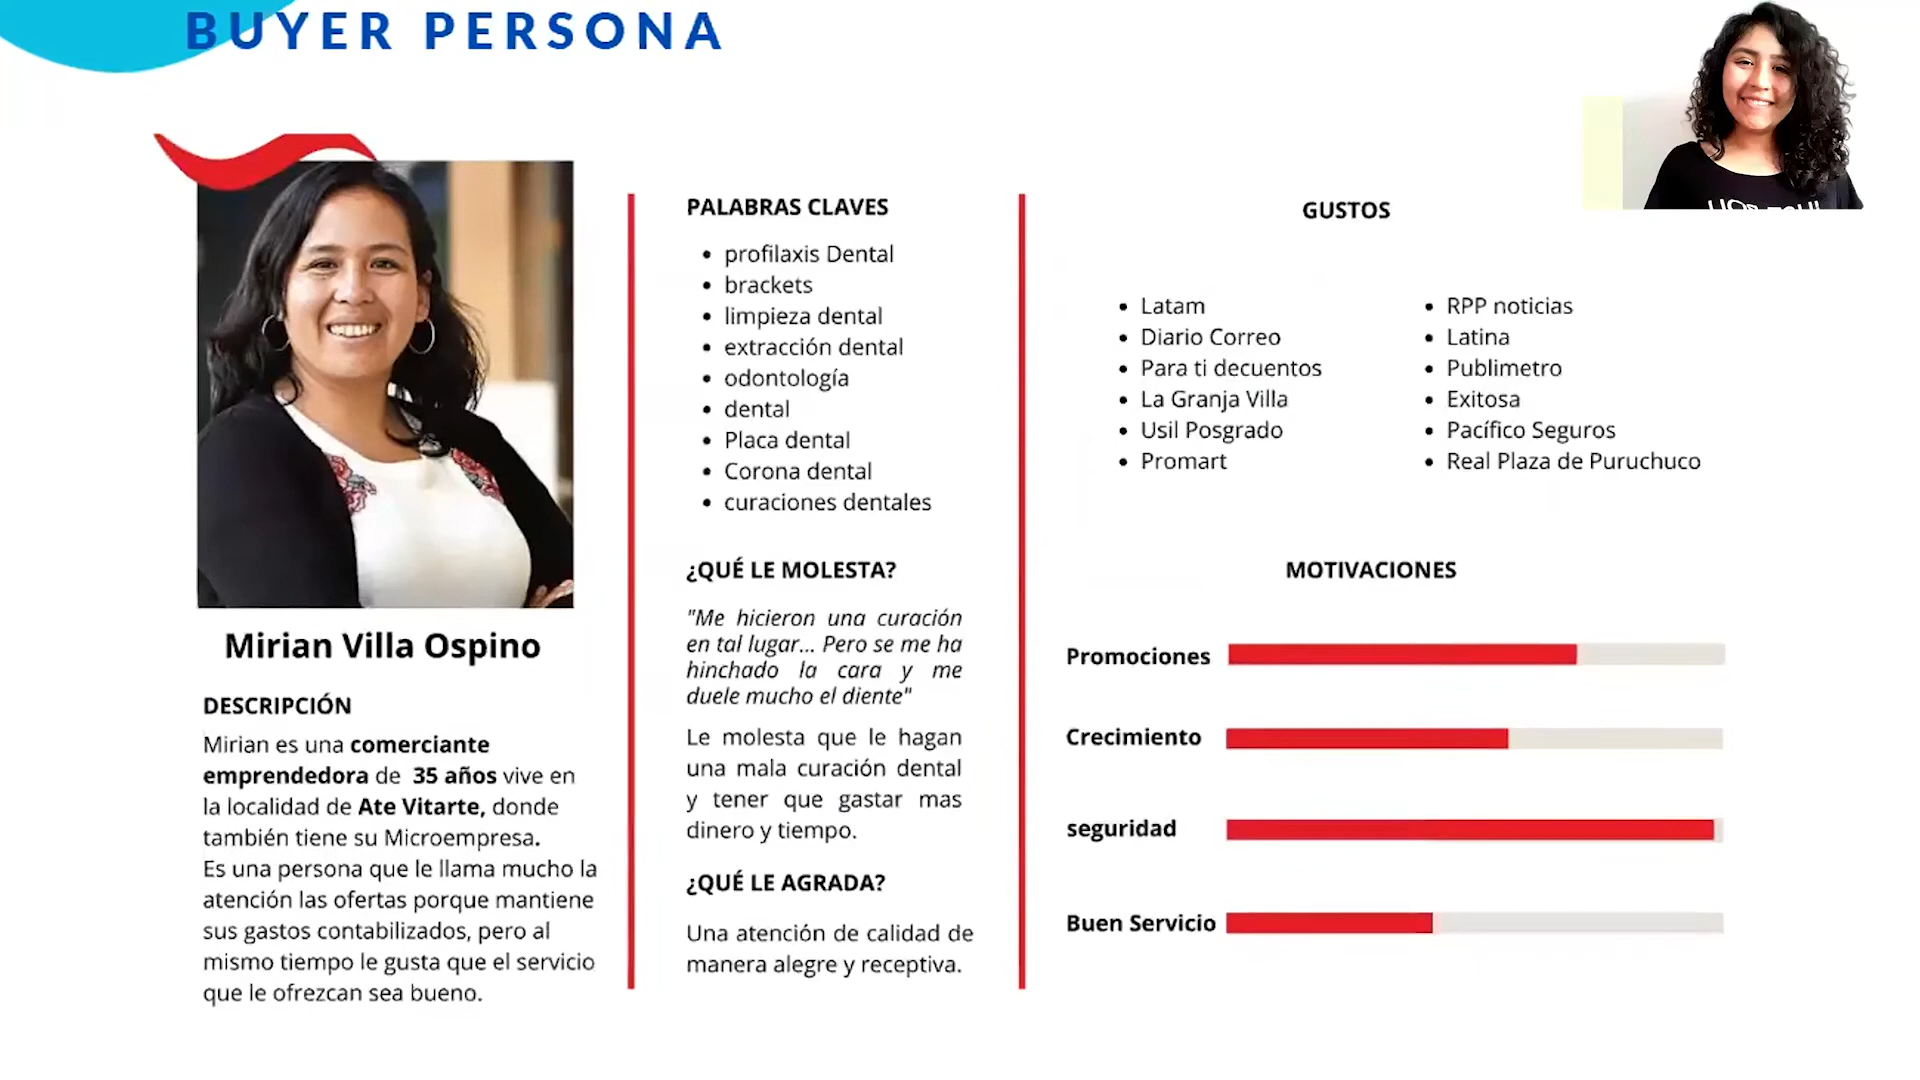 BUYER PERSONA
Mirian Villa Ospino
DESCRIPCIÓN
Mirian es una comerciante
emprendedora de 35 años vive en
la localidad de Ate Vitarte, donde
también tiene su Microempresa.
Es una persona que le llama mucho la
atención las ofertas porque mantiene
sus gastos contabilizados, pero al
mismo tiempo le gusta que el servicio
que le ofrezcan sea bueno.
PALABRAS CLAVES
• profilaxis Dental
• brackets
• limpieza dental
• extracción dental
• odontología
• dental
• Placa dental
• Corona dental
• curaciones dentales
¿QUÉ LE MOLESTA?
"Me hicieron una curación
en tal lugar... Pero se me ha
hinchado la cara y me
duele mucho el diente"
Le molesta que le hagan
una mala curación dental
y tener que gastar mas
dinero y tiempo.
¿QUÉ LE AGRADA?
Una atención de calidad de
manera alegre y receptiva.
GUSTOS
• Latam
• Diario Correo
• Para ti decuentos
• La Granja Villa
• Usil Posgrado
• Promart
• RPP noticias
• Latina
• Publimetro
• Exitosa
• Pacífico Seguros
• Real Plaza de Puruchuco
MOTIVACIONES
Promociones
Crecimiento
seguridad
Buen Servicio